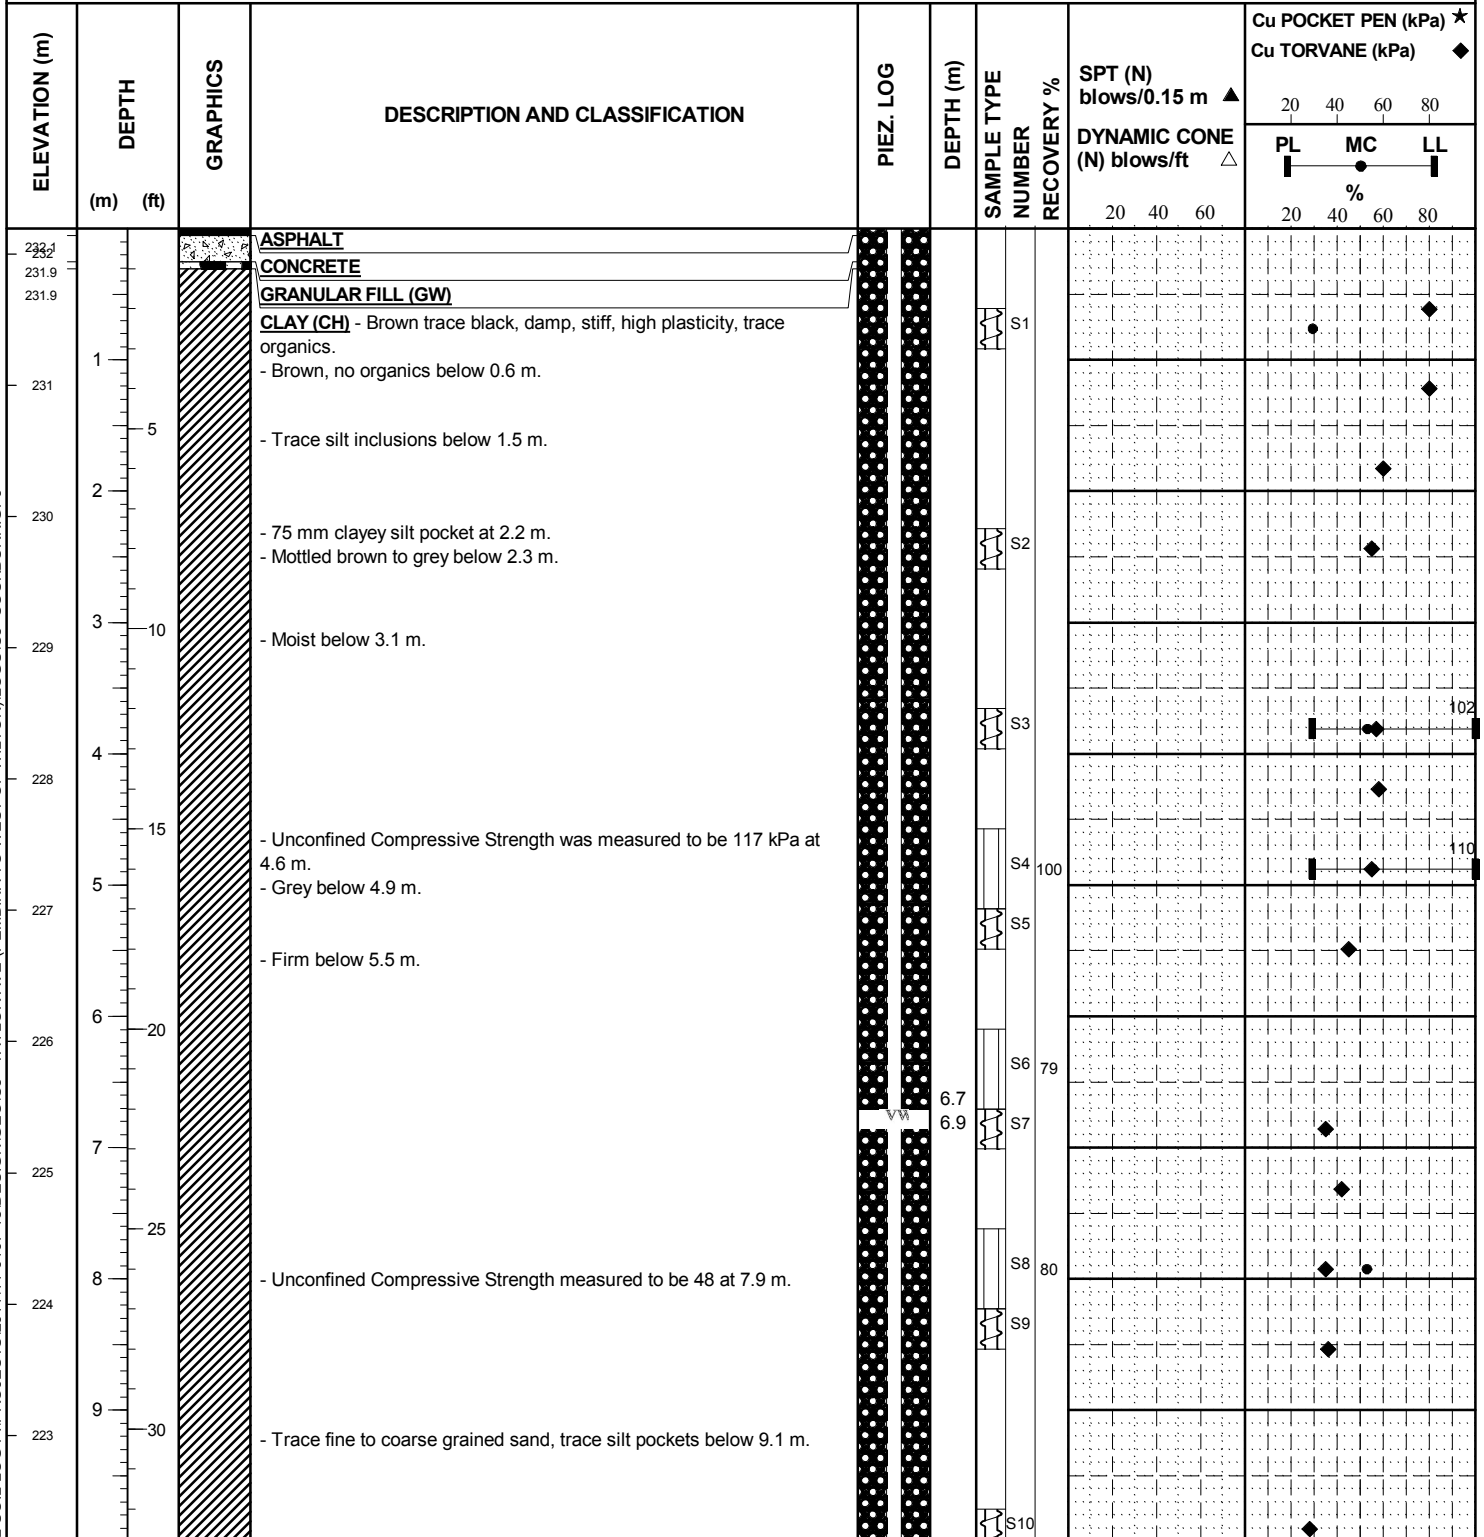 ELEVATION (m)
DEPTH
(m) (ft)
GRAPHICS
DESCRIPTION AND CLASSIFICATION
PIEZ. LOG
DEPTH (m)
SAMPLE TYPE
NUMBER
RECOVERY %
SPT (N)
blows/0.15 m ▲
DYNAMIC CONE
(N) blows/ft △
20 40 60
Cu POCKET PEN (kPa) ★
Cu TORVANE (kPa) ◆
20 40 60 80
PL MC LL
%
20 40 60 80
232.1
232
231.9
231.9
ASPHALT
CONCRETE
GRANULAR FILL (GW)
CLAY (CH) - Brown trace black, damp, stiff, high plasticity, trace
organics.
S1
1
- Brown, no organics below 0.6 m.
231
5
- Trace silt inclusions below 1.5 m.
2
230
- 75 mm clayey silt pocket at 2.2 m.
S2
- Mottled brown to grey below 2.3 m.
3
10
- Moist below 3.1 m.
229
102
S3
4
228
15
- Unconfined Compressive Strength was measured to be 117 kPa at
4.6 m.
110
S4 100
5
- Grey below 4.9 m.
227
S5
- Firm below 5.5 m.
6
20
226
S6 79
6.7
6.9
S7
7
225
25
S8 80
8
- Unconfined Compressive Strength measured to be 48 at 7.9 m.
224
S9
9
30
223
- Trace fine to coarse grained sand, trace silt pockets below 9.1 m.
S10